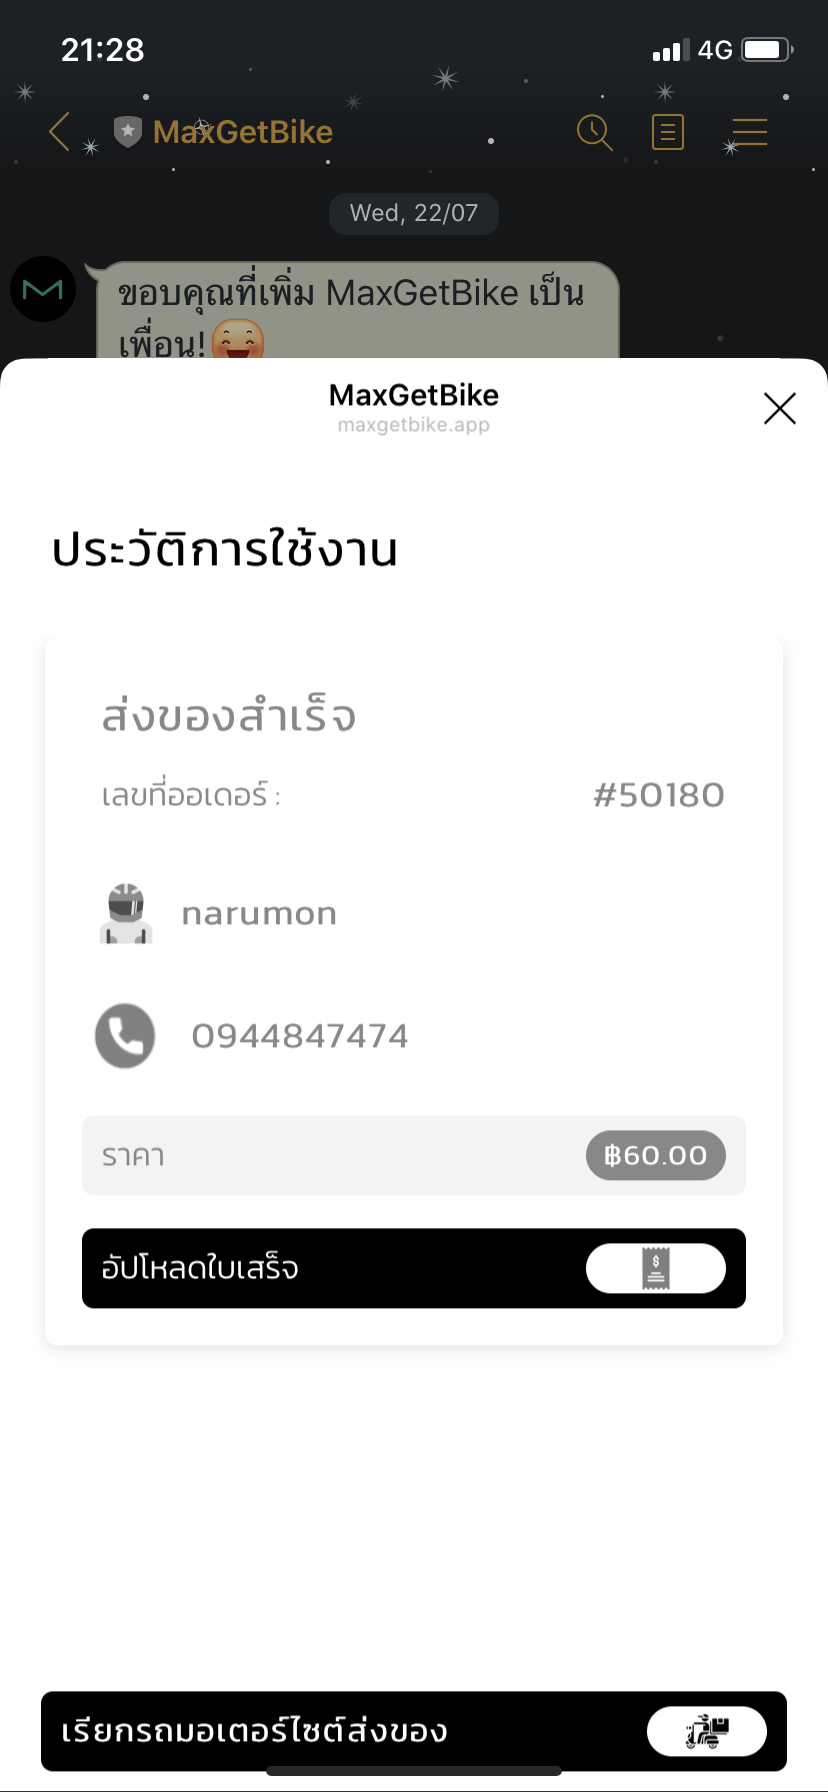 21:28
4G
MaxGetBike
Wed, 22/07
ขอบคุณที่เพิ่ม MaxGetBike เป็น
เพื่อน!
MaxGetBike
maxgetbike.app
ประวัติการใช้งาน
ส่งของสำเร็จ
เลขที่ออเดอร์ :
#50180
narumon
0944847474
ราคา
฿60.00
อัปโหลดใบเสร็จ
เรียกรถมอเตอร์ไซต์ส่งของ